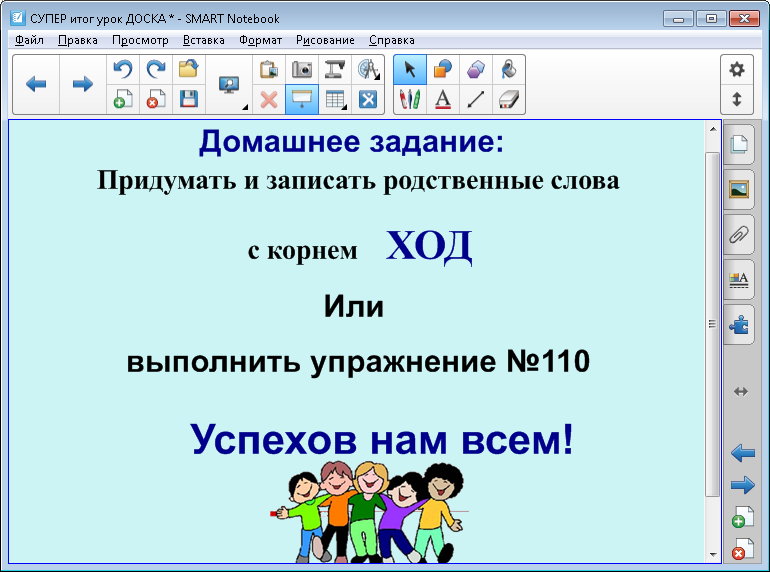 СУПЕР итог урок ДОСКА * - SMART Notebook
Файл Правка Просмотр Вставка Формат Рисование Справка
Домашнее задание:
Придумать и записать родственные слова
с корнем ХОД
Или
выполнить упражнение №110
Успехов нам всем!